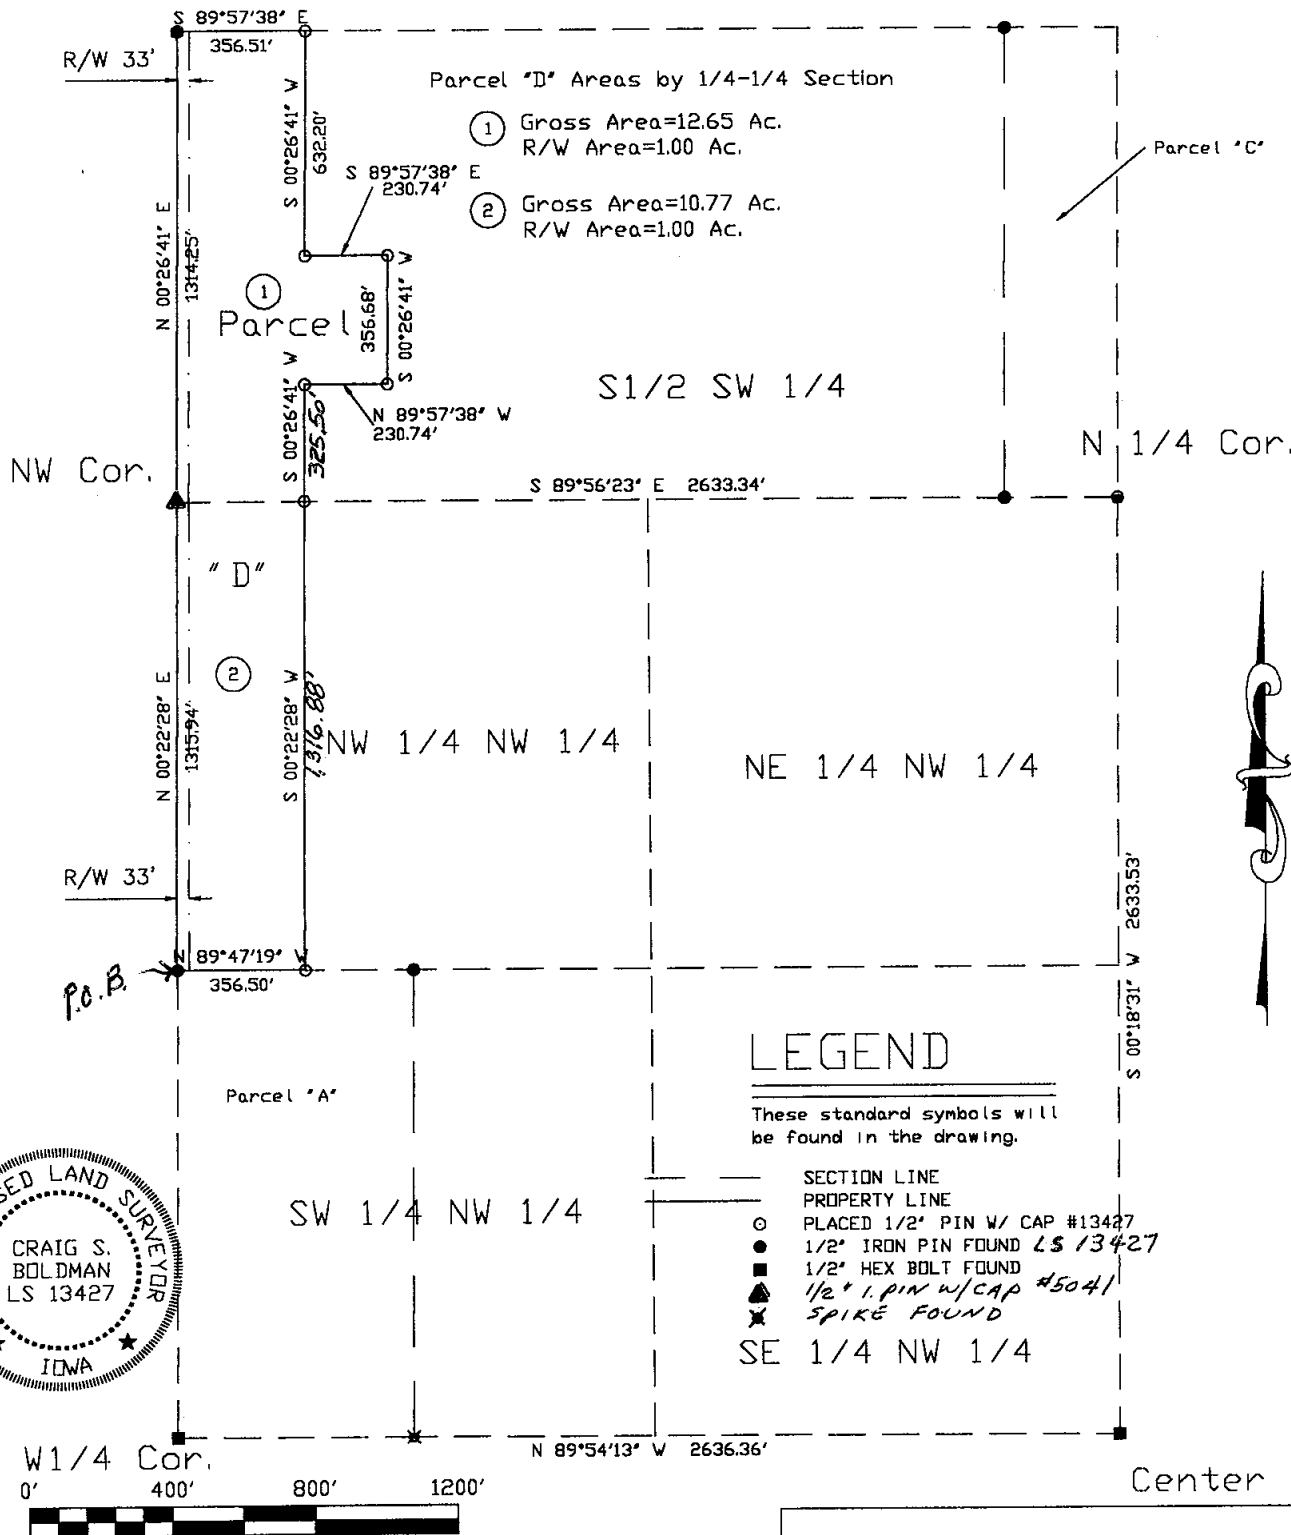 S 89°57'38" E
356.51'
R/W 33'
Parcel "D" Areas by 1/4-1/4 Section
1 Gross Area=12.65 Ac.
R/W Area=1.00 Ac.
2 Gross Area=10.77 Ac.
R/W Area=1.00 Ac.
Parcel "C"
S 00°26'41" W
632.20'
S 89°57'38" E
230.74'
N 00°26'41" E
1314.25'
1
Parcel
356.68'
S 00°26'41" W
S1/2 SW 1/4
S 00°26'41" W
325.50'
N 89°57'38" W
230.74'
NW Cor.
N 1/4 Cor.
S 89°56'23" E 2633.34'
"D"
2
N 00°22'28" E
1315.94'
S 00°22'28" W
1316.88'
NW 1/4 NW 1/4
NE 1/4 NW 1/4
R/W 33'
N 89°47'19" W
356.50'
P.O.B.
S 00°18'31" W 2633.53'
Parcel "A"
LEGEND
These standard symbols will
be found in the drawing.
SECTION LINE
PROPERTY LINE
PLACED 1/2" PIN W/ CAP #13427
1/2" IRON PIN FOUND LS 13427
1/2" HEX BOLT FOUND
1/2" I. PIN W/CAP #5041
SPIKE FOUND
SW 1/4 NW 1/4
SE 1/4 NW 1/4
SED LAND SURVEYOR
CRAIG S.
BOLDMAN
LS 13427
IOWA
W1/4 Cor.
N 89°54'13" W 2636.36'
Center
0' 400' 800' 1200'